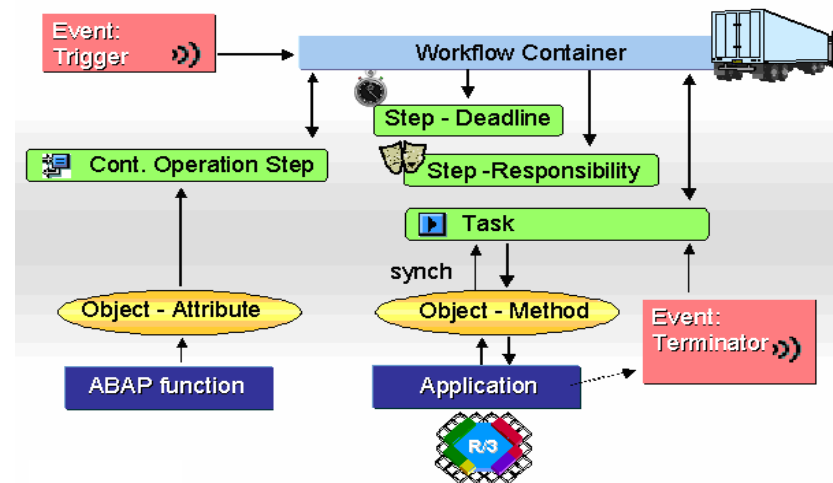 Event:
Trigger
Workflow Container
Step - Deadline
Cont. Operation Step
Step -Responsibility
Task
synch
Object - Attribute
Object - Method
Event:
Terminator
ABAP function
Application
R/3